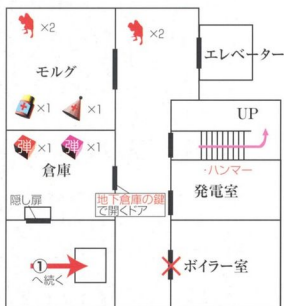 ×2
×2
モルグ
エレベーター
×1
×1
UP
弾 ×1
弾 ×1
倉庫
・ハンマー
発電室
地下倉庫の鍵
で開くドア
隠し扉
①
へ続く
ボイラー室